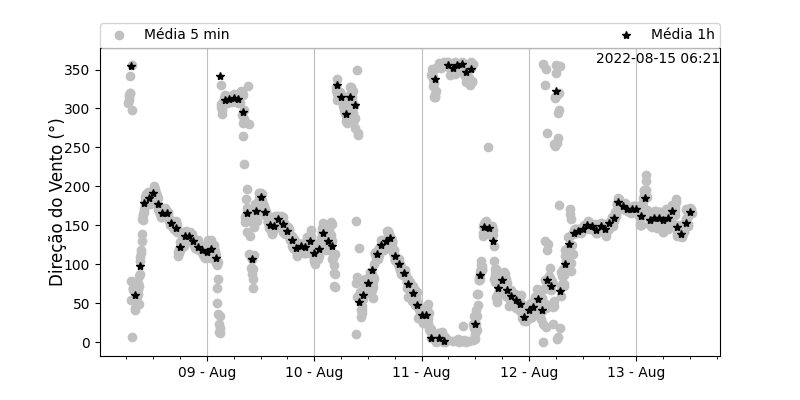 Média 5 min
Média 1h
2022-08-15 06:21
Direção do Vento (°)
350
300
250
200
150
100
50
0
09 - Aug
10 - Aug
11 - Aug
12 - Aug
13 - Aug